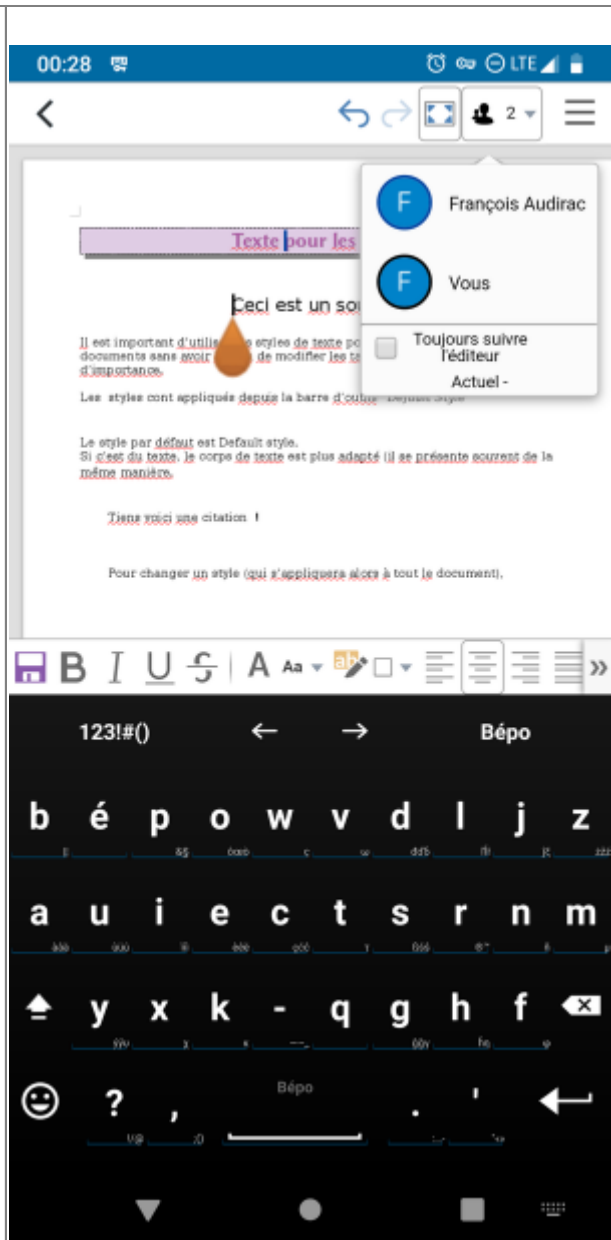 00:28 LTE
2
François Audirac
Vous
Toujours suivre
l'éditeur
Actuel -
Texte pour les
Ceci est un so
Il est important d'utilis styles de texte po
documents sans avoir de modifier les ta
d'importance.
Les styles cont appliqués depuis la barre d'outils Default Style
Le style par défaut est Default style.
Si c'est du texte, le corps de texte est plus adapté (il se présente souvent de la
même manière.
Tiens voici une citation !
Pour changer un style (qui s'appliquera alors à tout le document),
B I U S A Aa ab »
123!#() ← → Bépo
b é p o w v d l j z
a u i e c t s r n m
y x k - q g h f
Bépo
? , . '